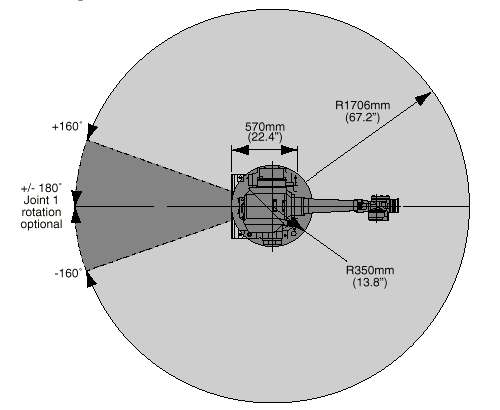 R1706mm
(67.2”)
+160˚
570mm
(22.4”)
+/- 180˚
Joint 1
rotation
optional
-160˚
R350mm
(13.8”)